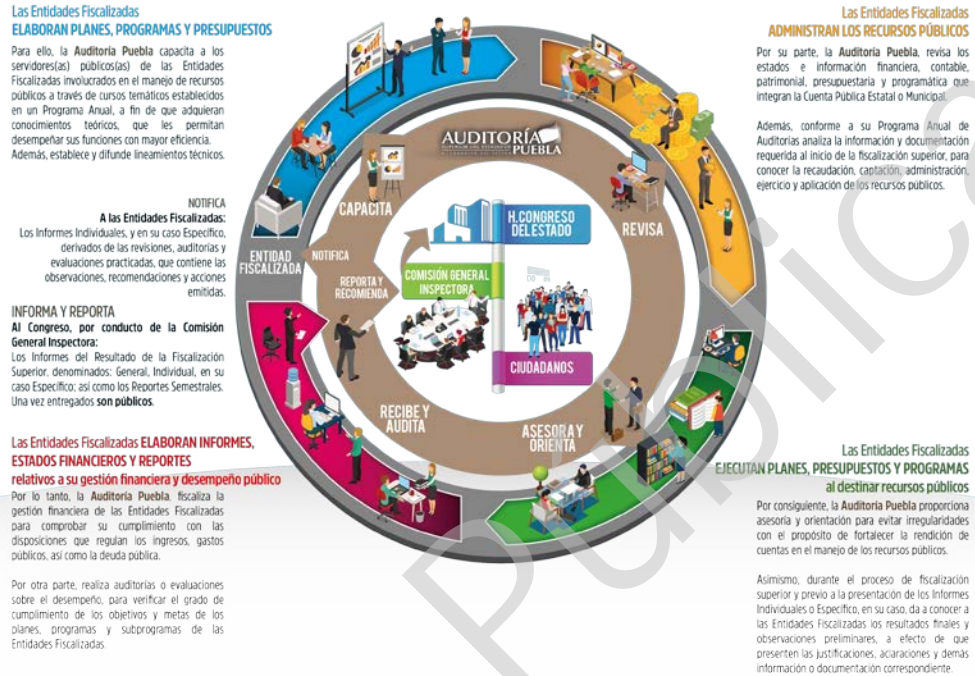 Las Entidades Fiscalizadas
ELABORAN PLANES, PROGRAMAS Y PRESUPUESTOS
Para ello, la Auditoría Puebla capacita a los
servidores(as) públicos(as) de las Entidades
Fiscalizadas involucrados en el manejo de recursos
públicos a través de cursos temáticos establecidos
en un Programa Anual, a fin de que adquieran
conocimientos teóricos, que les permitan
desempeñar sus funciones con mayor eficiencia.
Además, establece y difunde lineamientos técnicos.
NOTIFICA
A las Entidades Fiscalizadas:
Los Informes Individuales, y en su caso Específico,
derivados de las revisiones, auditorías y
evaluaciones practicadas, que contiene las
observaciones, recomendaciones y acciones
emitidas.
INFORMA Y REPORTA
Al Congreso, por conducto de la Comisión
General Inspectora:
Los Informes del Resultado de la Fiscalización
Superior, denominados: General, Individual, en su
caso Específico; así como los Reportes Semestrales.
Una vez entregados son públicos.
Las Entidades Fiscalizadas ELABORAN INFORMES,
ESTADOS FINANCIEROS Y REPORTES
relativos a su gestión financiera y desempeño público
Por lo tanto, la Auditoría Puebla, fiscaliza la
gestión financiera de las Entidades Fiscalizadas
para comprobar su cumplimiento con las
disposiciones que regulan los ingresos, gastos
públicos, así como la deuda pública.
Por otra parte, realiza auditorías o evaluaciones
sobre el desempeño, para verificar el grado de
cumplimiento de los objetivos y metas de los
planes, programas y subprogramas de las
Entidades Fiscalizadas.
AUDITORÍA
PUEBLA
CAPACITA
REVISA
ENTIDAD
FISCALIZADA
NOTIFICA
REPORTA Y
RECOMIENDA
H. CONGRESO
DEL ESTADO
COMISIÓN GENERAL
INSPECTORA
CIUDADANOS
RECIBE Y
AUDITA
ASESORA Y
ORIENTA
Las Entidades Fiscalizadas
ADMINISTRAN LOS RECURSOS PÚBLICOS
Por su parte, la Auditoría Puebla, revisa los
estados e información financiera, contable,
patrimonial, presupuestaria y programática que
integran la Cuenta Pública Estatal o Municipal.
Además, conforme a su Programa Anual de
Auditorías analiza la información y documentación
requerida al inicio de la fiscalización superior, para
conocer la recaudación, captación, administración,
ejercicio y aplicación de los recursos públicos.
Las Entidades Fiscalizadas
EJECUTAN PLANES, PRESUPUESTOS Y PROGRAMAS
al destinar recursos públicos
Por consiguiente, la Auditoría Puebla proporciona
asesoría y orientación para evitar irregularidades
con el propósito de fortalecer la rendición de
cuentas en el manejo de los recursos públicos.
Asimismo, durante el proceso de fiscalización
superior y previo a la presentación de los Informes
Individuales o Específico, en su caso, da a conocer a
las Entidades Fiscalizadas los resultados finales y
observaciones preliminares, a efecto de que
presenten las justificaciones, aclaraciones y demás
información o documentación correspondiente.
Pública